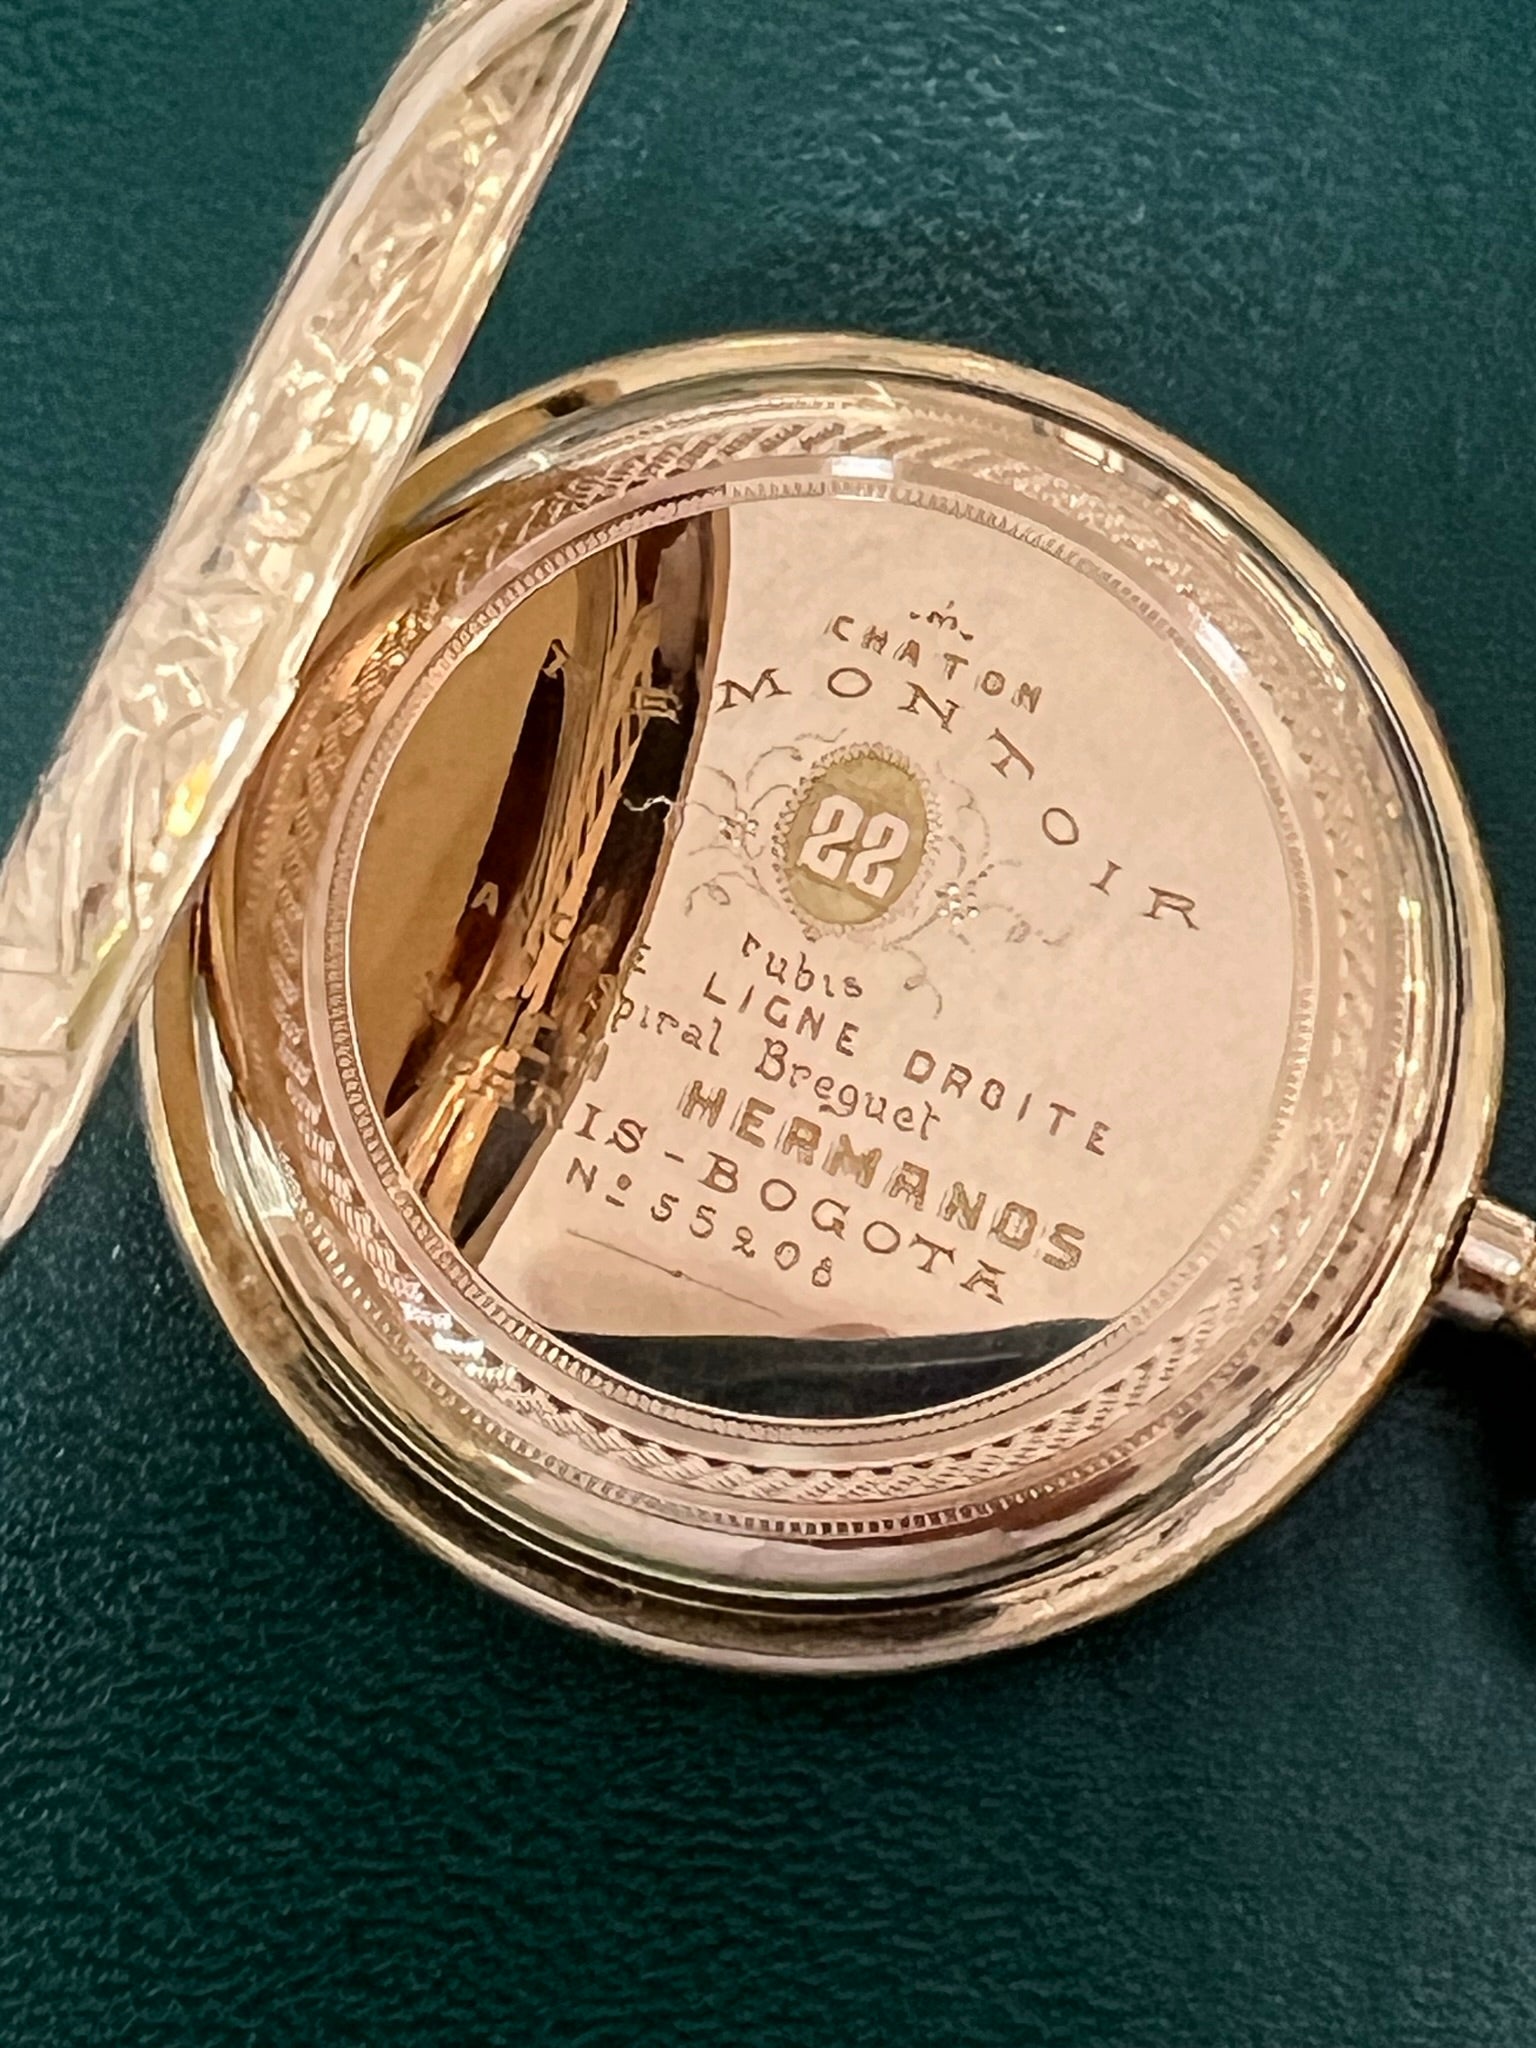 CHATON
MONTOIR
22
rubis
LIGNE DROITE
piral Breguet
HERMANOS
IS-BOGOTA
Nº 55208